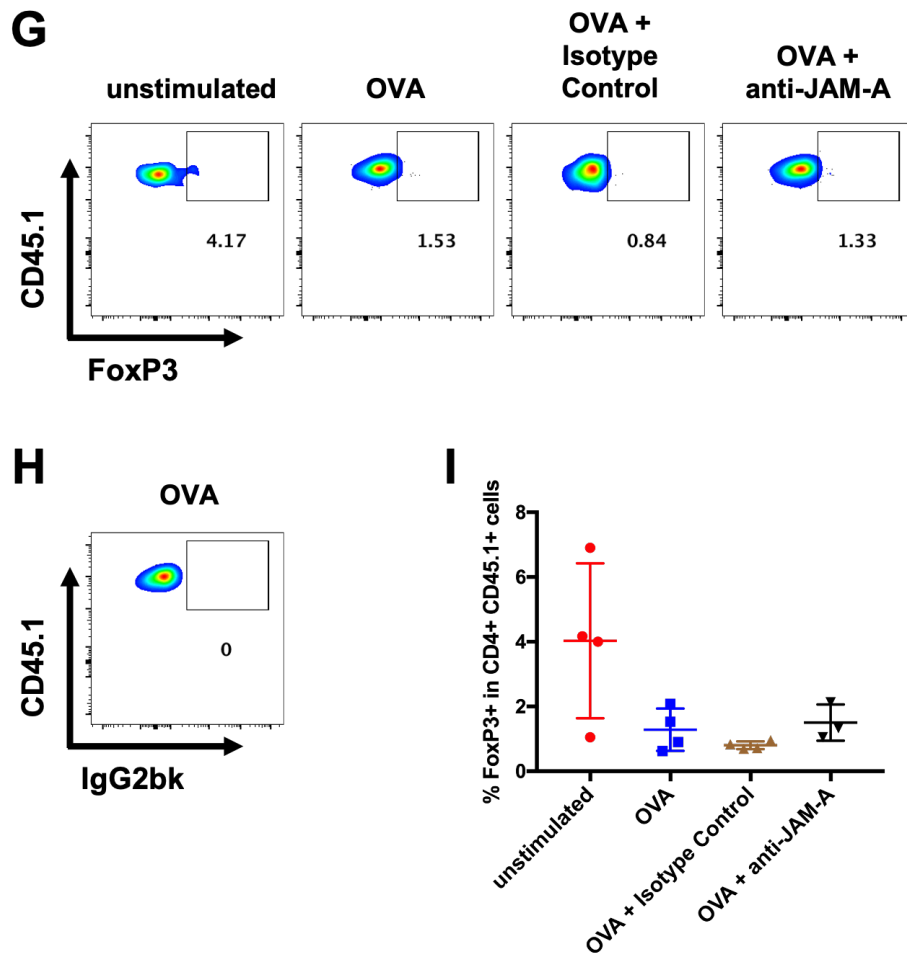 G
unstimulated
OVA
OVA +
Isotype
Control
OVA +
anti-JAM-A
CD45.1
4.17
1.53
0.84
1.33
FoxP3
H
OVA
CD45.1
0
IgG2bk
I
% FoxP3+ in CD4+ CD45.1+ cells
8
6
4
2
0
unstimulated
OVA
OVA + Isotype Control
OVA + anti-JAM-A